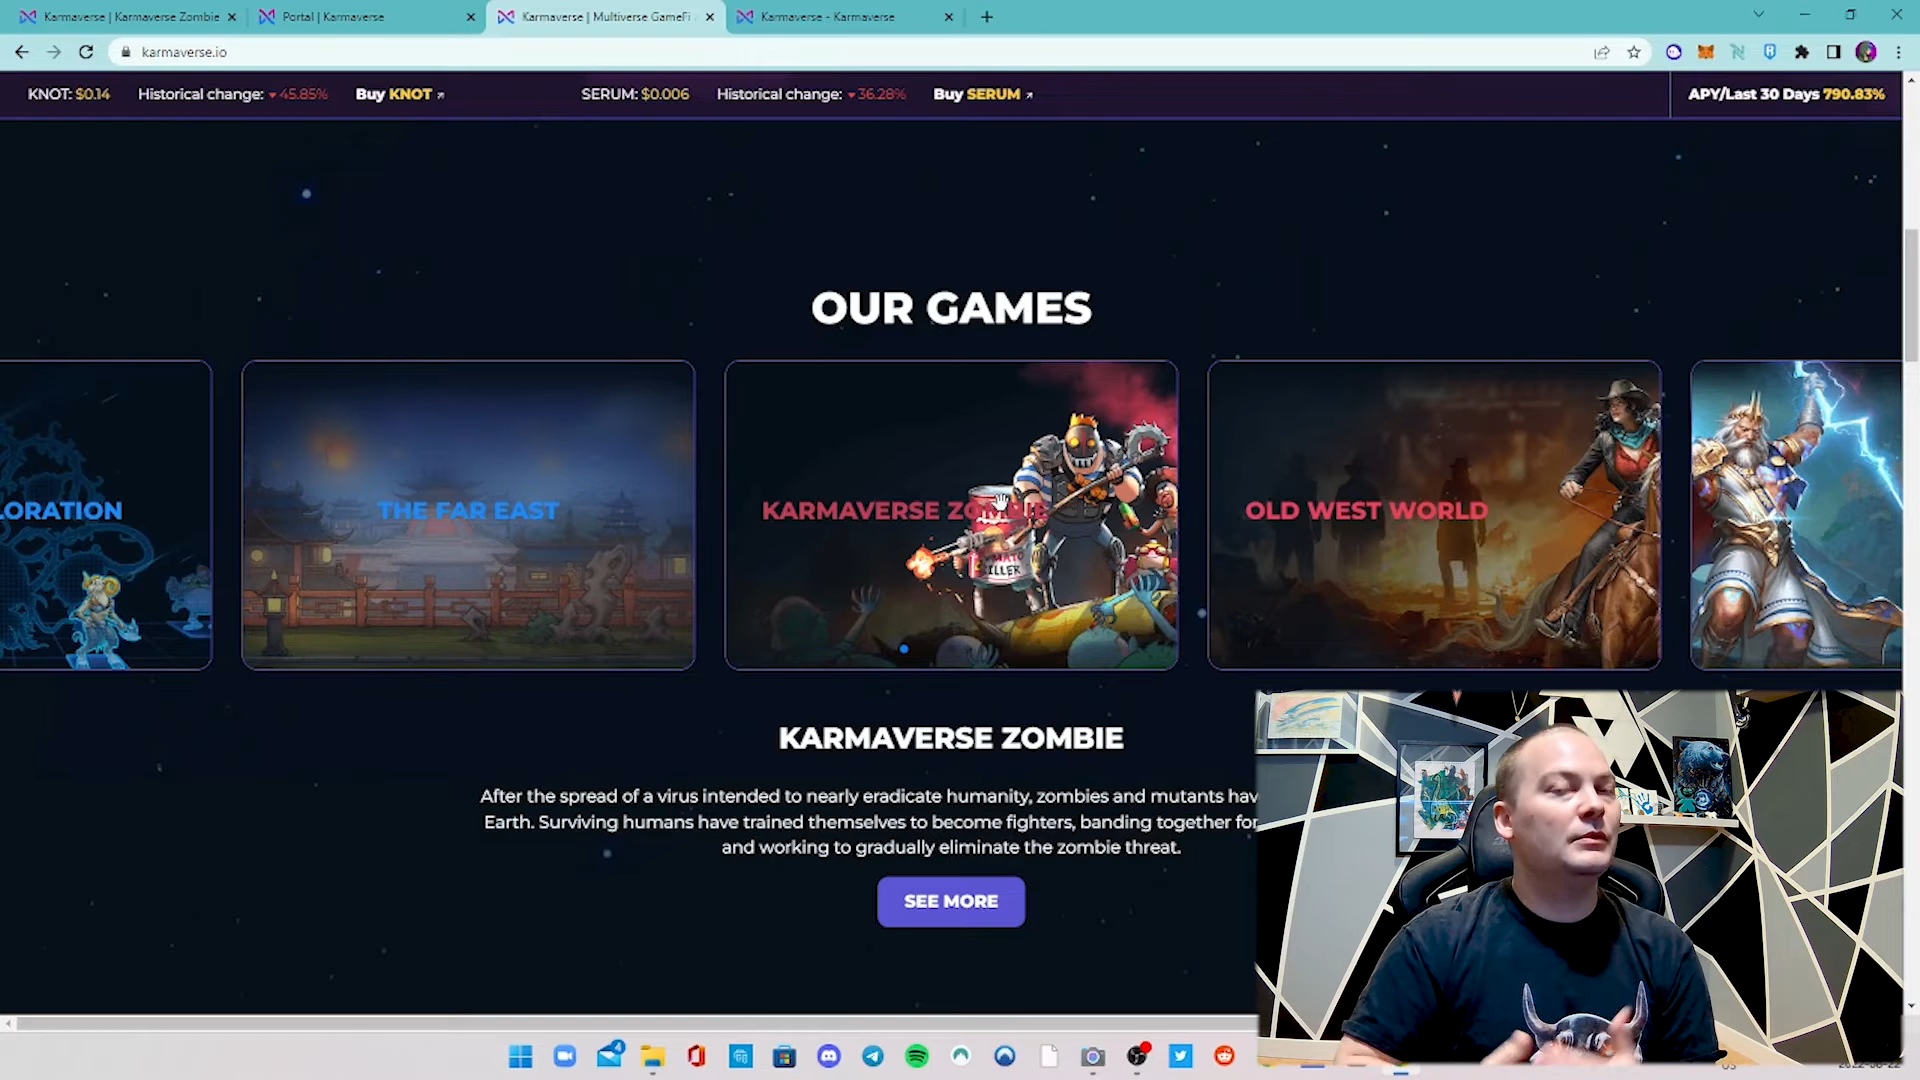 Karmaverse | Karmaverse Zombie
Portal | Karmaverse
Karmaverse | Multiverse GameFi
Karmaverse - Karmaverse
karmaverse.io
KNOT: $0.14 Historical change: 45.85% Buy KNOT
SERUM: $0.006 Historical change: 36.28% Buy SERUM
APY/Last 30 Days 790.83%
OUR GAMES
LORATION
THE FAR EAST
KARMAVERSE ZOMBIE
OLD WEST WORLD
KARMAVERSE ZOMBIE
After the spread of a virus intended to nearly eradicate humanity, zombies and mutants hav
Earth. Surviving humans have trained themselves to become fighters, banding together for
and working to gradually eliminate the zombie threat.
SEE MORE
4